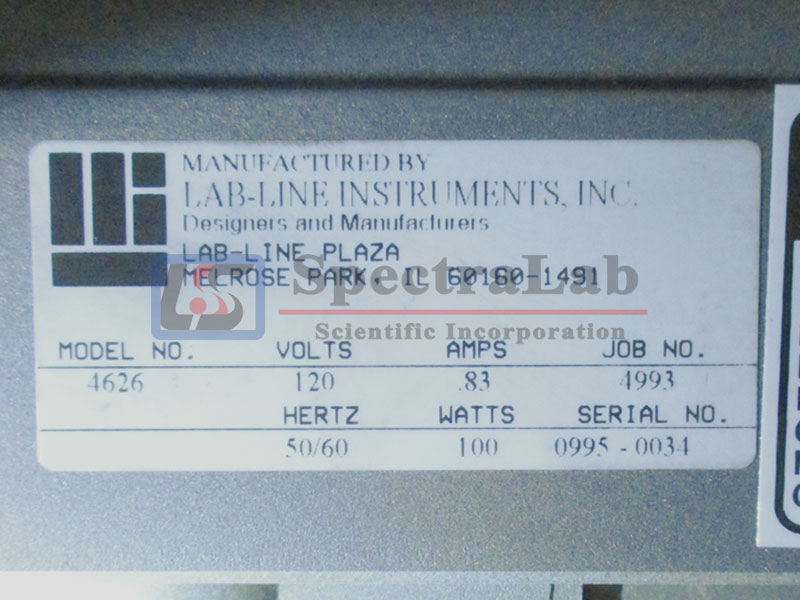 MANUFACTURED BY
LAB-LINE INSTRUMENTS, INC.
Designers and Manufacturers
LAB-LINE PLAZA
MELROSE PARK, IL 60160-1491
SpectraLab
Scientific Incorporation
MODEL NO. VOLTS AMPS JOB NO.
4626 120 .83 4993
HERTZ WATTS SERIAL NO.
50/60 100 0995 - 0034